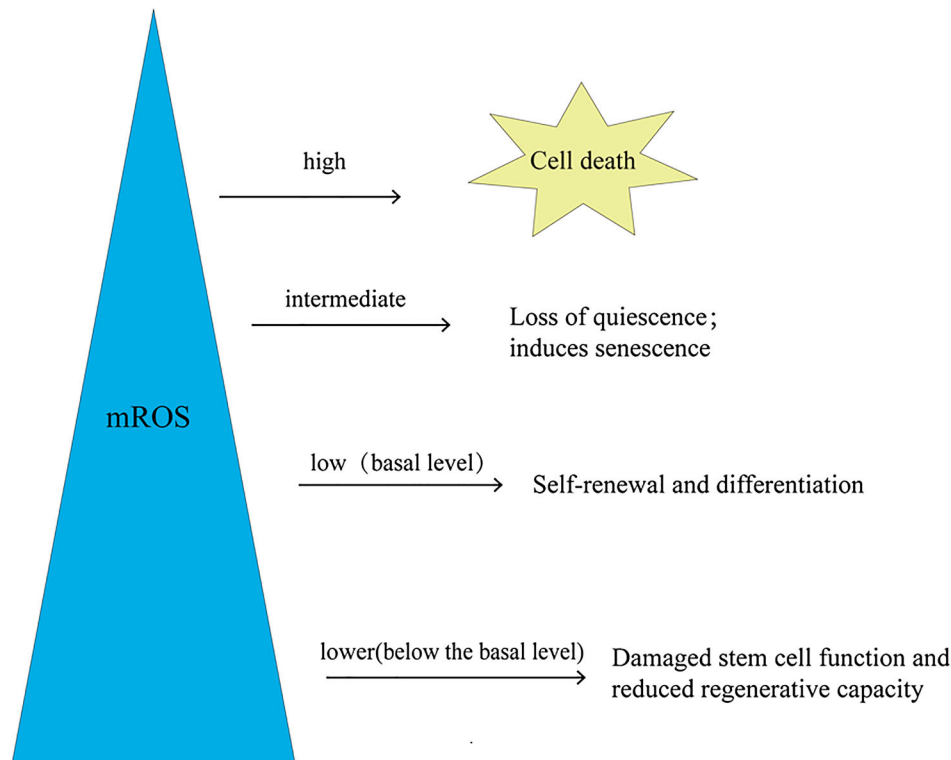 high
Cell death
intermediate
Loss of quiescence;
induces senescence
mROS
low（basal level）
Self-renewal and differentiation
lower(below the basal level)
Damaged stem cell function and
reduced regenerative capacity